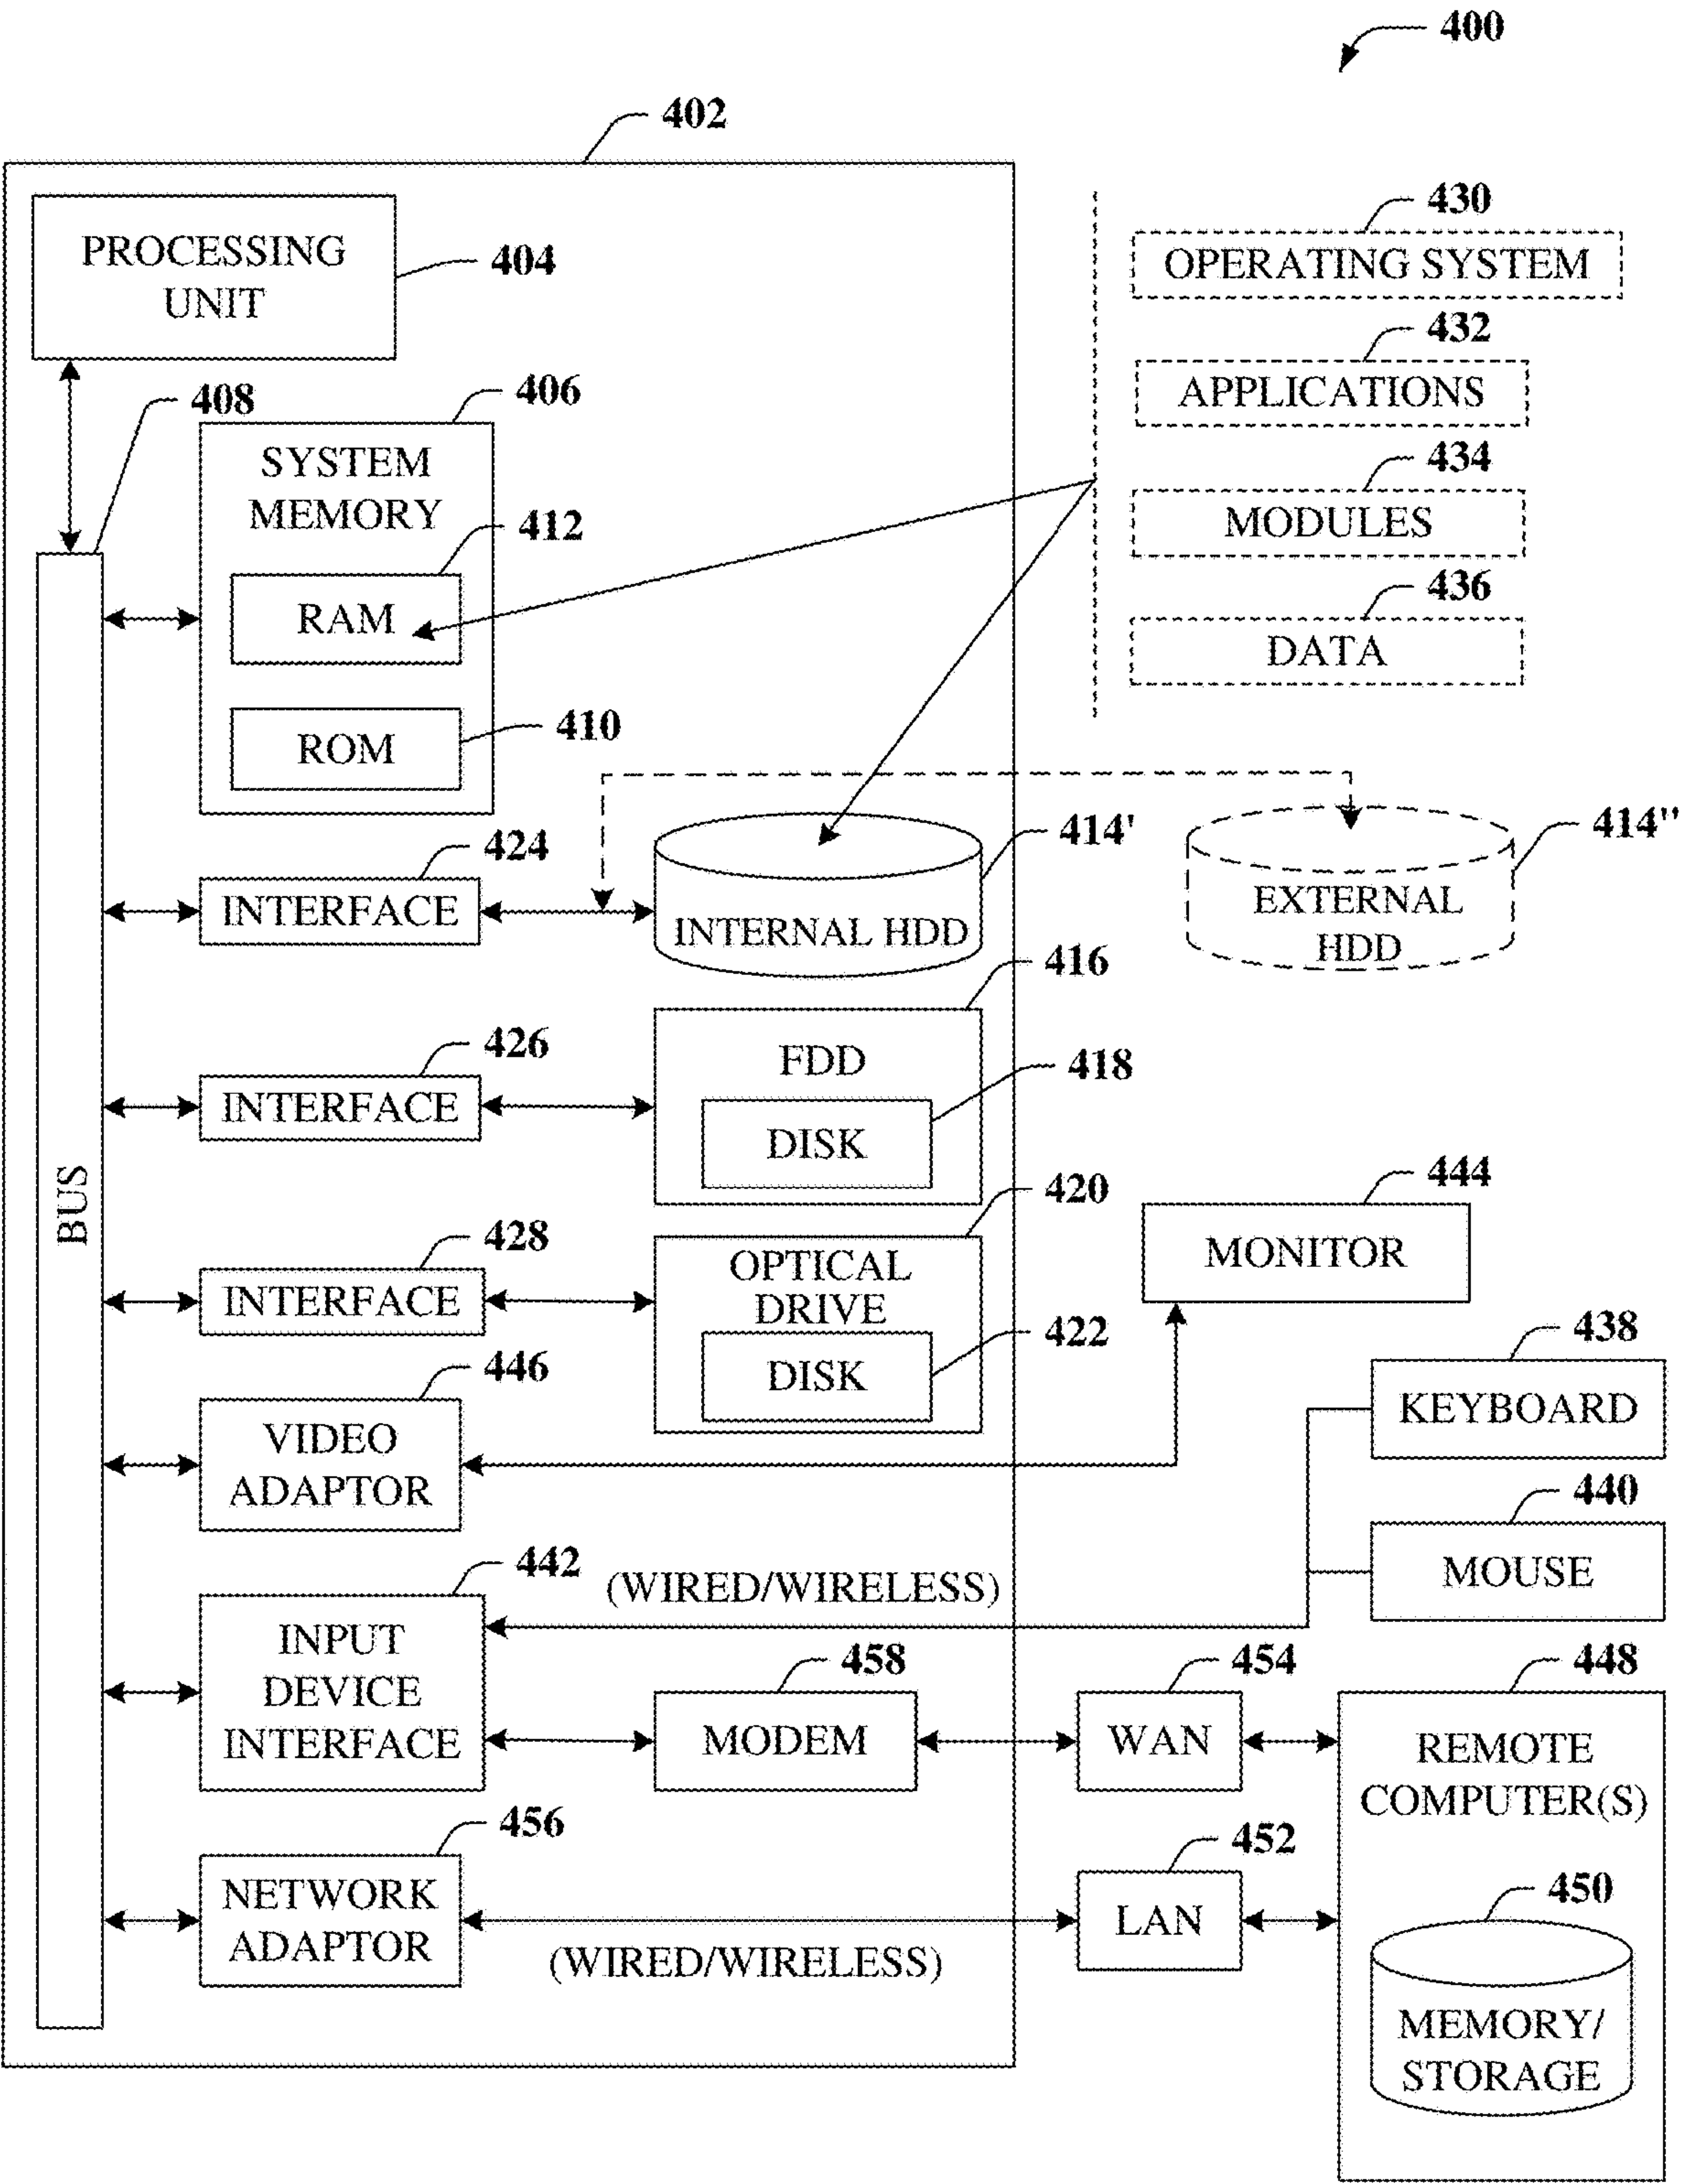 400
402
PROCESSING
UNIT
404
430
OPERATING SYSTEM
432
APPLICATIONS
434
MODULES
436
DATA
408
406
SYSTEM
MEMORY
412
RAM
410
ROM
BUS
424
INTERFACE
414'
INTERNAL HDD
414"
EXTERNAL
HDD
426
INTERFACE
416
FDD
418
DISK
428
INTERFACE
420
OPTICAL
DRIVE
422
DISK
444
MONITOR
446
VIDEO
ADAPTOR
438
KEYBOARD
440
MOUSE
442
INPUT
DEVICE
INTERFACE
(WIRED/WIRELESS)
458
MODEM
454
WAN
448
REMOTE
COMPUTER(S)
456
NETWORK
ADAPTOR
(WIRED/WIRELESS)
452
LAN
450
MEMORY/
STORAGE